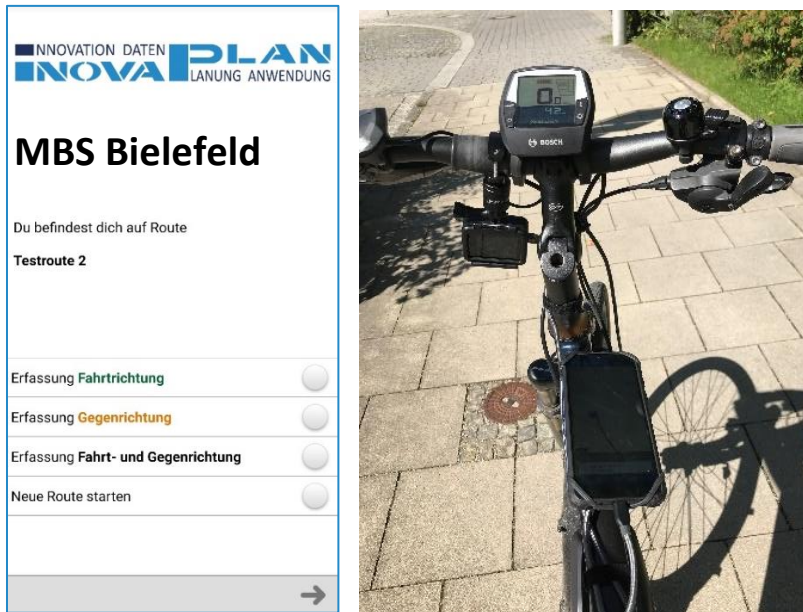 INNOVATION DATEN PLAN
INOVA LANUNG ANWENDUNG
MBS Bielefeld
Du befindest dich auf Route
Testroute 2
Erfassung Fahrtrichtung
Erfassung Gegenrichtung
Erfassung Fahrt- und Gegenrichtung
Neue Route starten
BOSCH